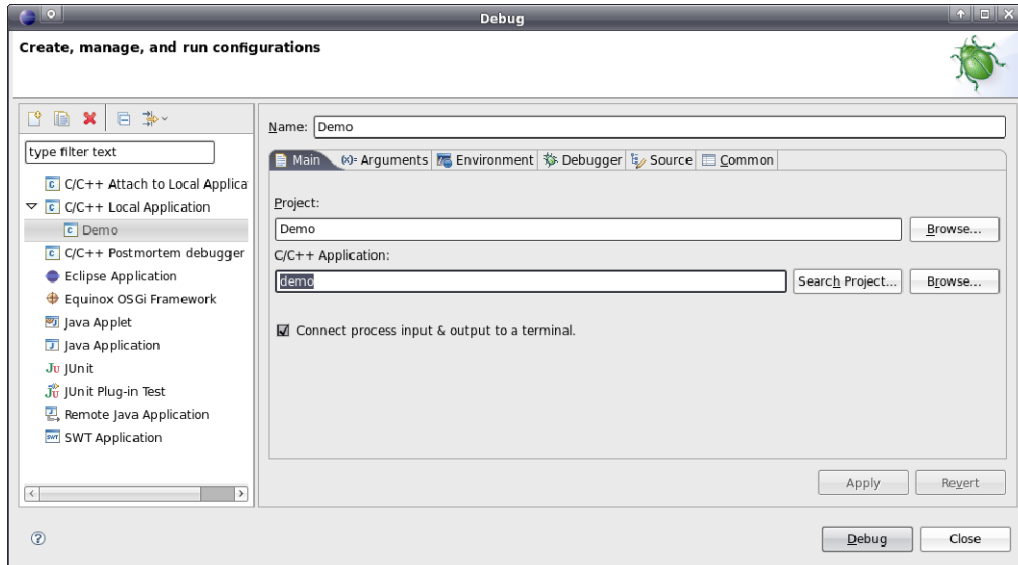 Debug
Create, manage, and run configurations
type filter text
C/C++ Attach to Local Applica
C/C++ Local Application
Demo
C/C++ Postmortem debugger
Eclipse Application
Equinox OSGi Framework
Java Applet
Java Application
Ju JUnit
JUnit Plug-in Test
Remote Java Application
SWT SWT Application
Name: Demo
Main (x)= Arguments Environment Debugger Source Common
Project:
Demo Browse...
C/C++ Application:
demo Search Project... Browse...
Connect process input & output to a terminal.
Apply Revert
Debug Close